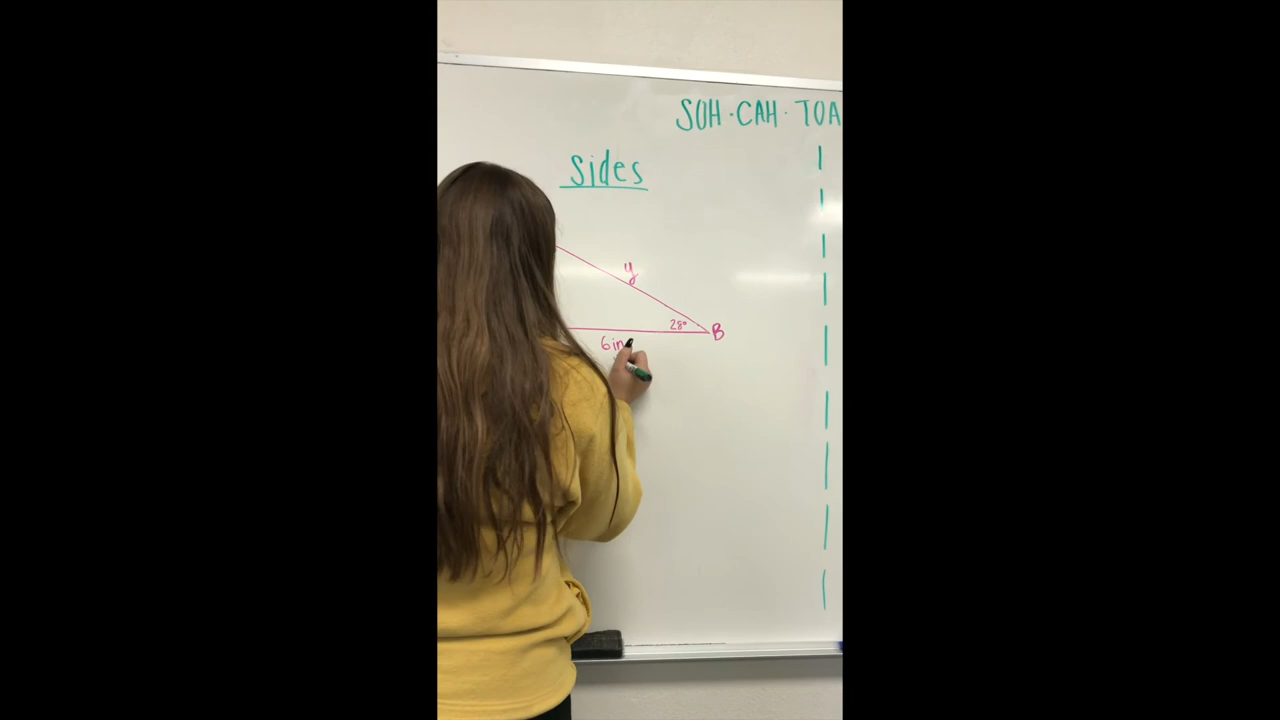 SOH · CAH · TOA
sides
y
28°
B
6in